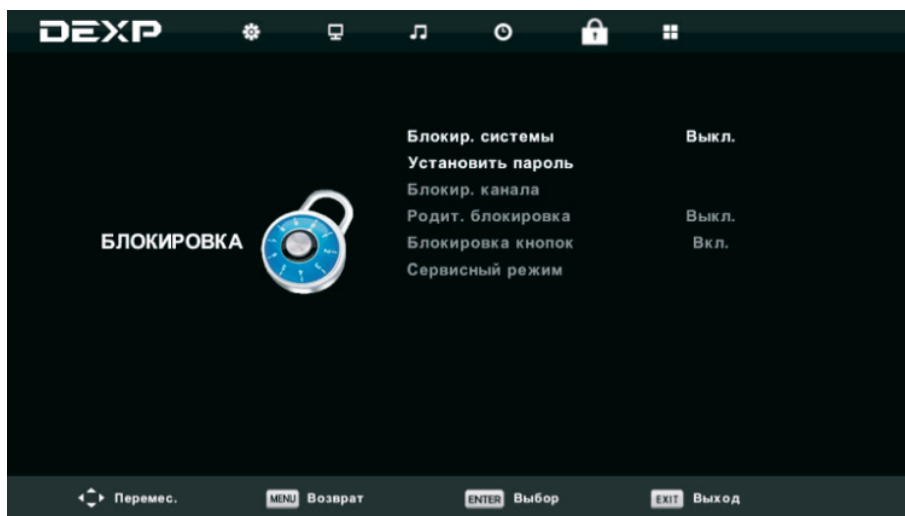 DEXP
Блокир. системы Выкл.
Установить пароль
Блокир. канала
Родит. блокировка Выкл.
БЛОКИРОВКА
Блокировка кнопок Вкл.
Сервисный режим
Перемес. MENU Возврат ENTER Выбор EXIT Выход